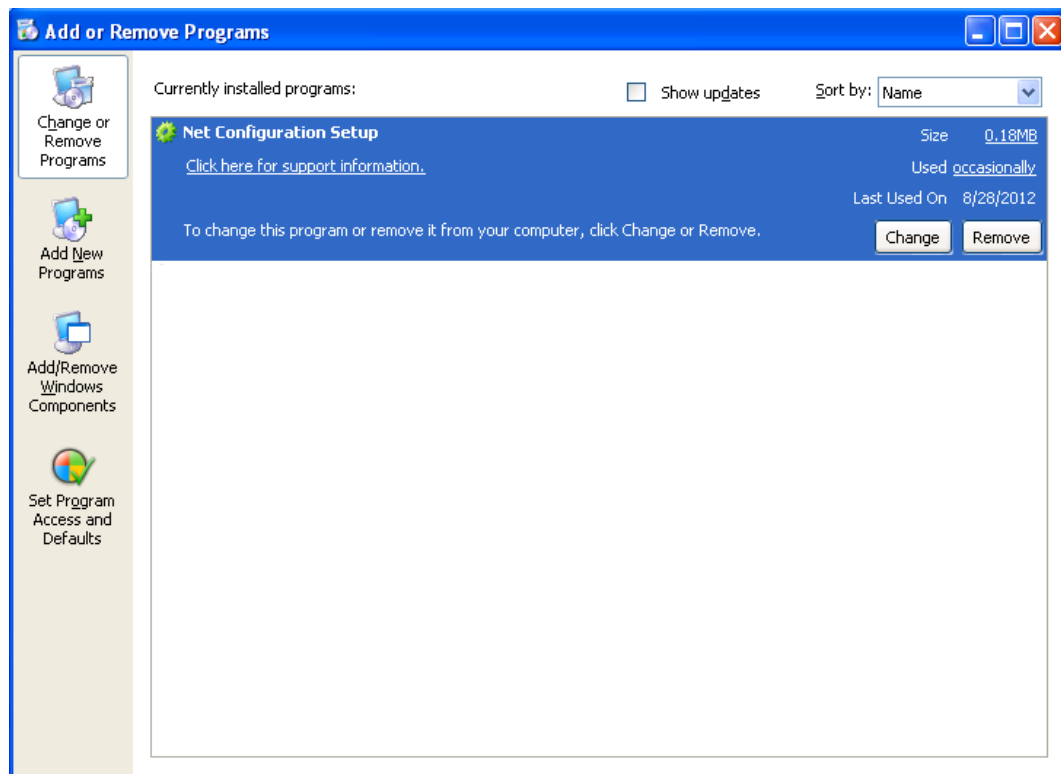 Add or Remove Programs
Change or
Remove
Programs
Add New
Programs
Add/Remove
Windows
Components
Set Program
Access and
Defaults
Currently installed programs:
Show updates
Sort by: Name
Net Configuration Setup
Size 0.18MB
Click here for support information.
Used occasionally
Last Used On 8/28/2012
To change this program or remove it from your computer, click Change or Remove.
Change Remove